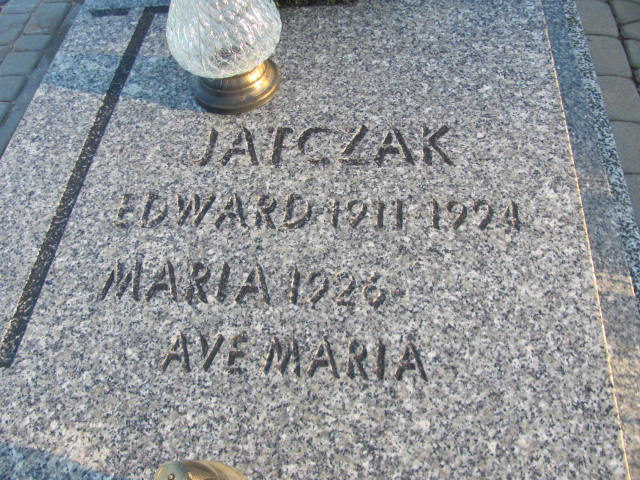 JATCZAK
EDWARD 1911 1994
MARIA 1926-
AVE MARIA